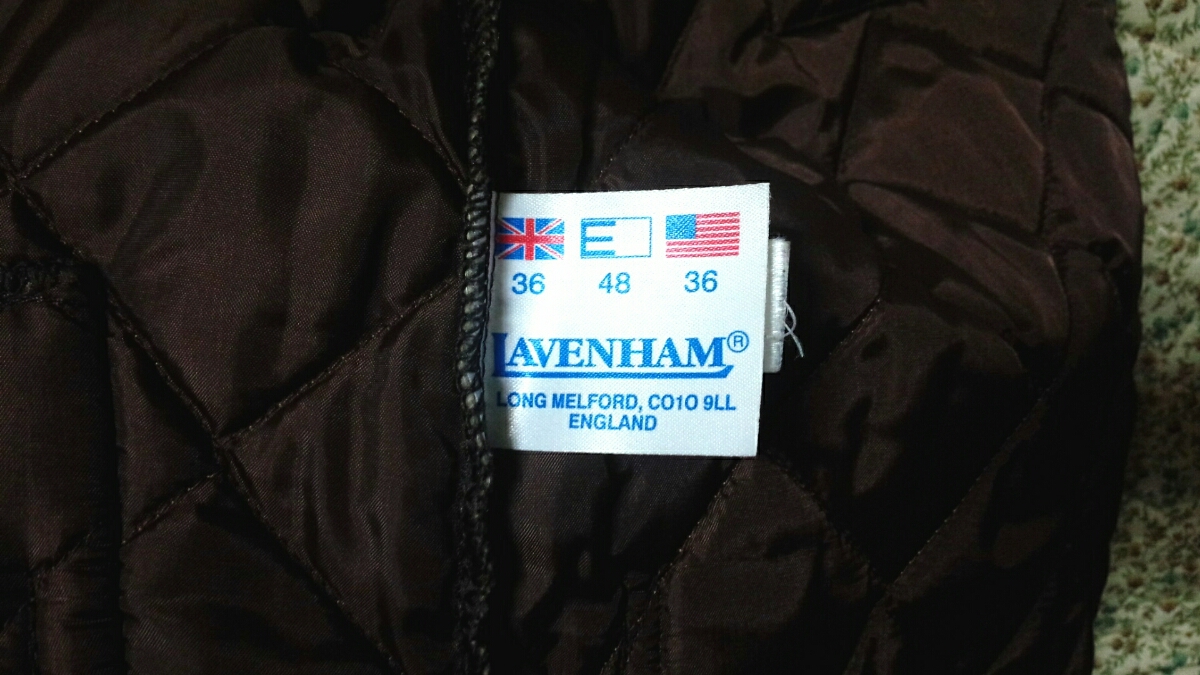 36 48 36
LAVENHAM®
LONG MELFORD, CO10 9LL
ENGLAND